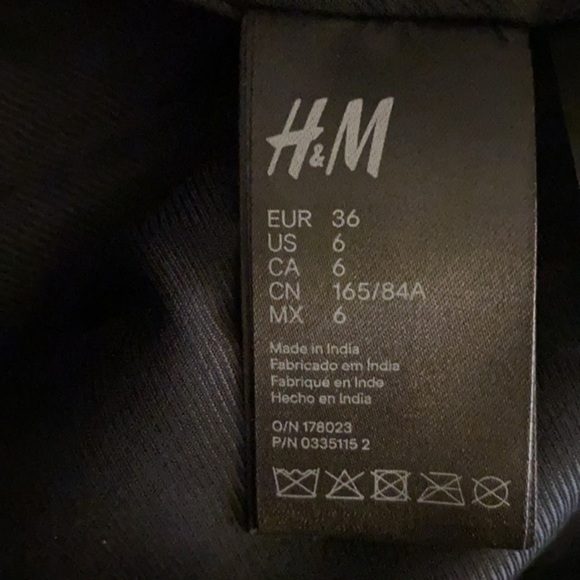 H&M
EUR 36
US 6
CA 6
CN 165/84A
MX 6
Made in India
Fabricado em Índia
Fabriqué en Inde
Hecho en India
O/N 178023
P/N 0335115 2